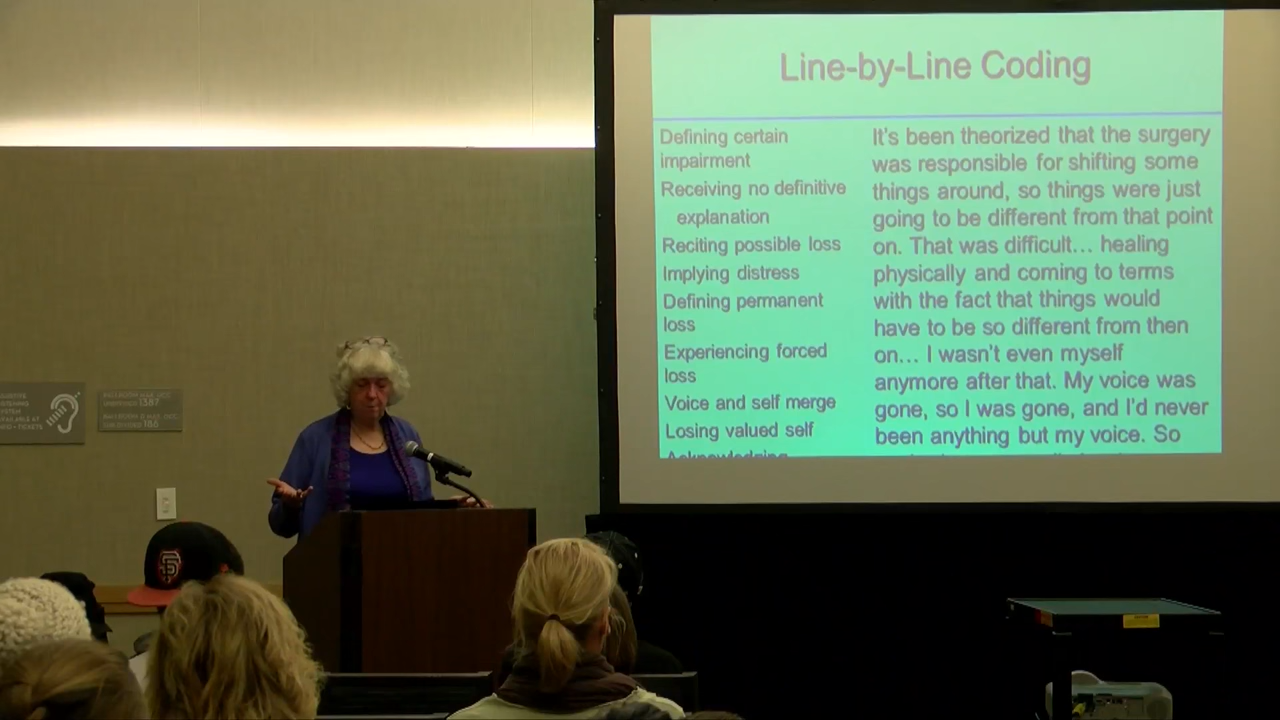 Line-by-Line Coding
Defining certain
impairment
Receiving no definitive
explanation
Reciting possible loss
Implying distress
Defining permanent
loss
Experiencing forced
loss
Voice and self merge
Losing valued self
Acknowledging
It's been theorized that the surgery
was responsible for shifting some
things around, so things were just
going to be different from that point
on. That was difficult... healing
physically and coming to terms
with the fact that things would
have to be so different from then
on... I wasn't even myself
anymore after that. My voice was
gone, so I was gone, and I'd never
been anything but my voice. So
SF
1387
188